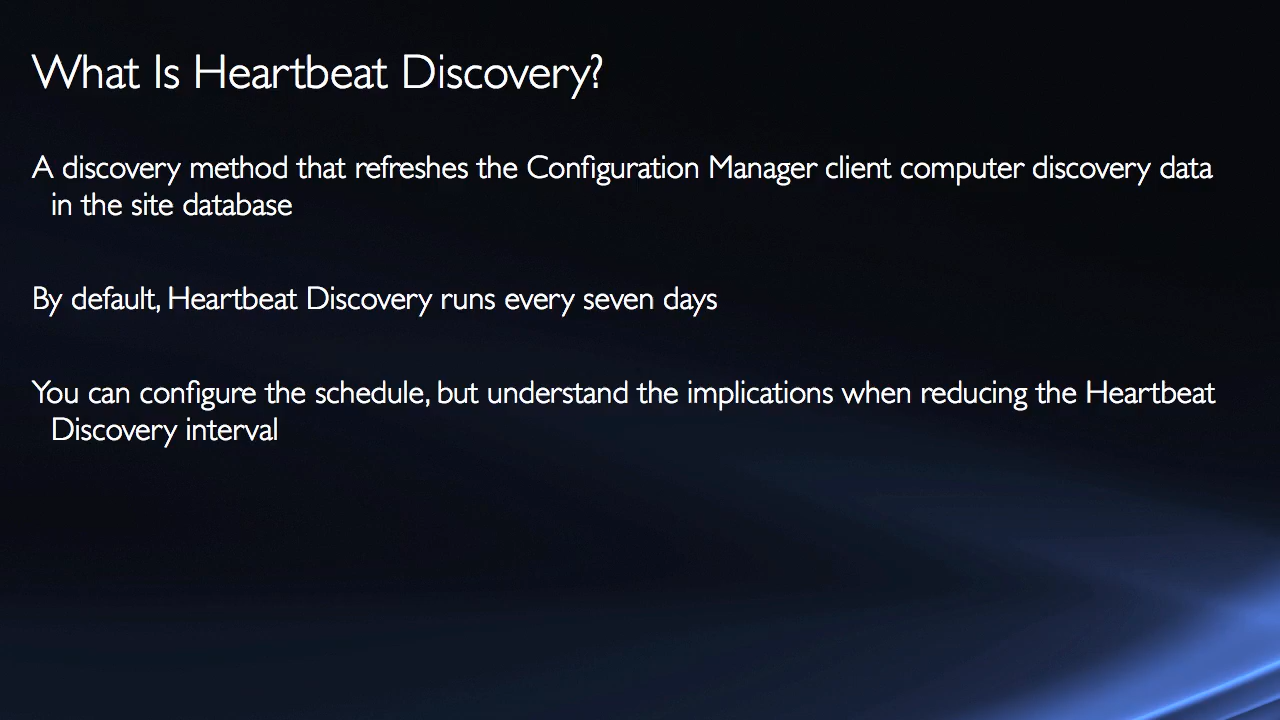 What Is Heartbeat Discovery?
A discovery method that refreshes the Configuration Manager client computer discovery data
in the site database
By default, Heartbeat Discovery runs every seven days
You can configure the schedule, but understand the implications when reducing the Heartbeat
Discovery interval